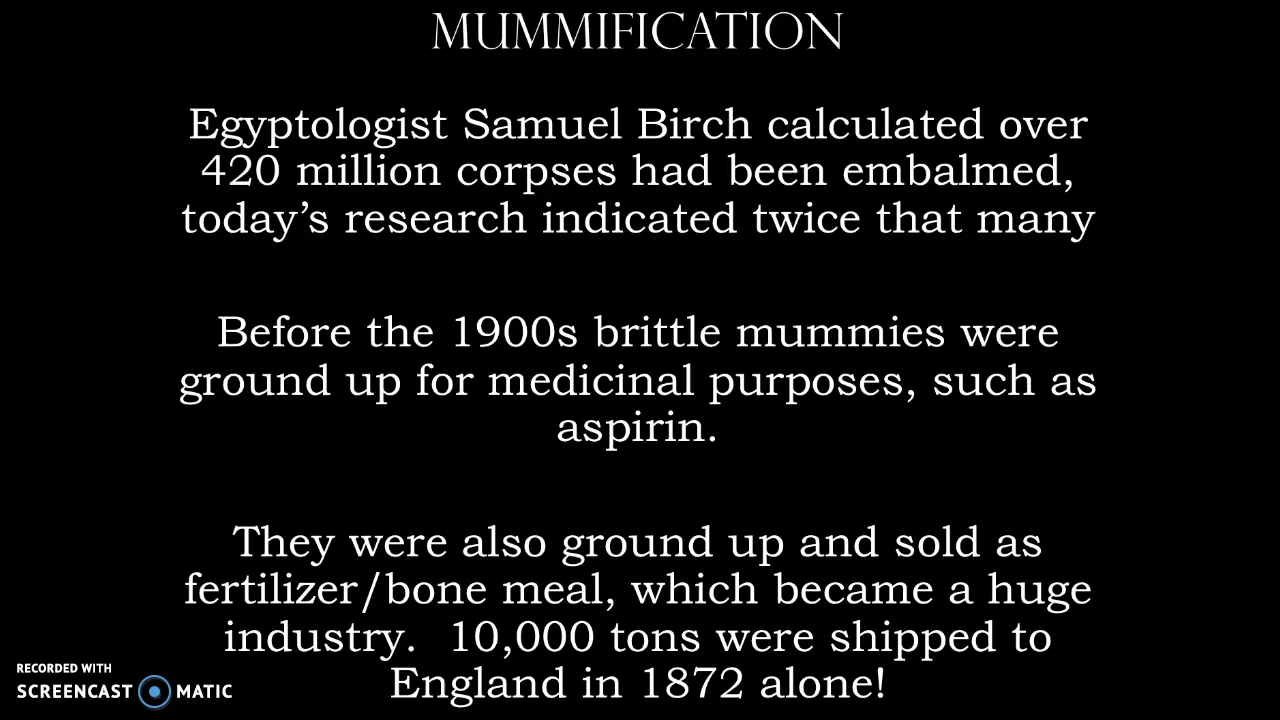 MUMMIFICATION
Egyptologist Samuel Birch calculated over
420 million corpses had been embalmed,
today's research indicated twice that many
Before the 1900s brittle mummies were
ground up for medicinal purposes, such as
aspirin.
They were also ground up and sold as
fertilizer/bone meal, which became a huge
industry.  10,000 tons were shipped to
England in 1872 alone!
RECORDED WITH
SCREENCAST MATIC